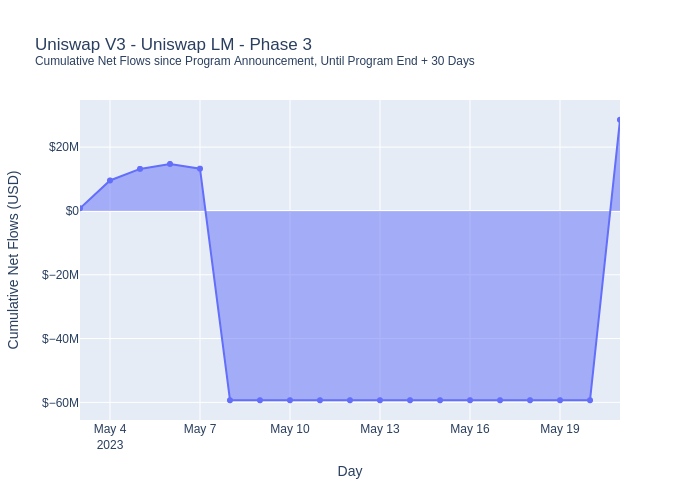 Uniswap V3 - Uniswap LM - Phase 3
Cumulative Net Flows since Program Announcement, Until Program End + 30 Days
Cumulative Net Flows (USD)
$20M
$0
$−20M
$−40M
$−60M
May 4
2023
May 7
May 10
May 13
May 16
May 19
Day